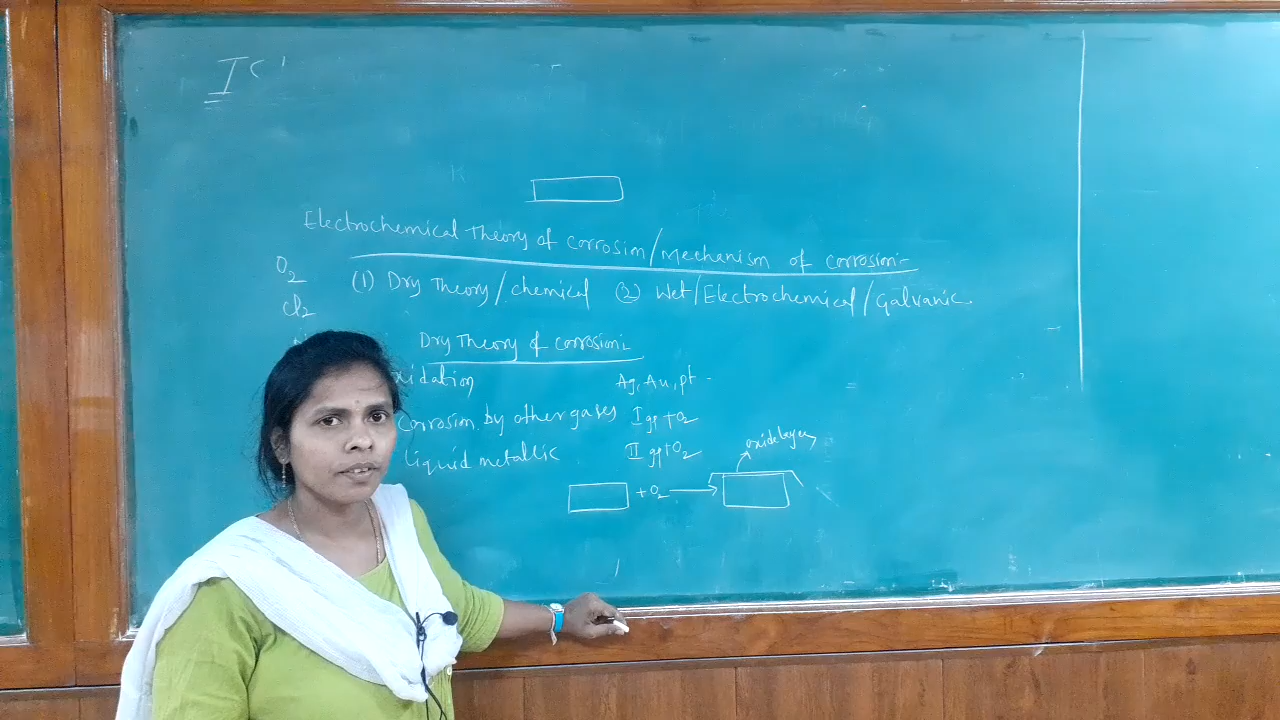 I
Electrochemical Theory of corrosion/Mechanism of corrosion:-
O2 (1) Dry Theory/chemical (2) Wet/Electrochemical/Galvanic
Cl2
Dry Theory of corrosion:-
xidation Ag, Au, pt
corrosion by other gases I gp + O2
liquid metallic II gp + O2
oxide layer
+ O2